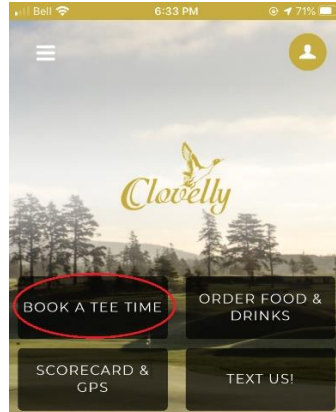 Bell 6:33 PM 71%
Clovelly
BOOK A TEE TIME
ORDER FOOD &
DRINKS
SCORECARD &
GPS
TEXT US!